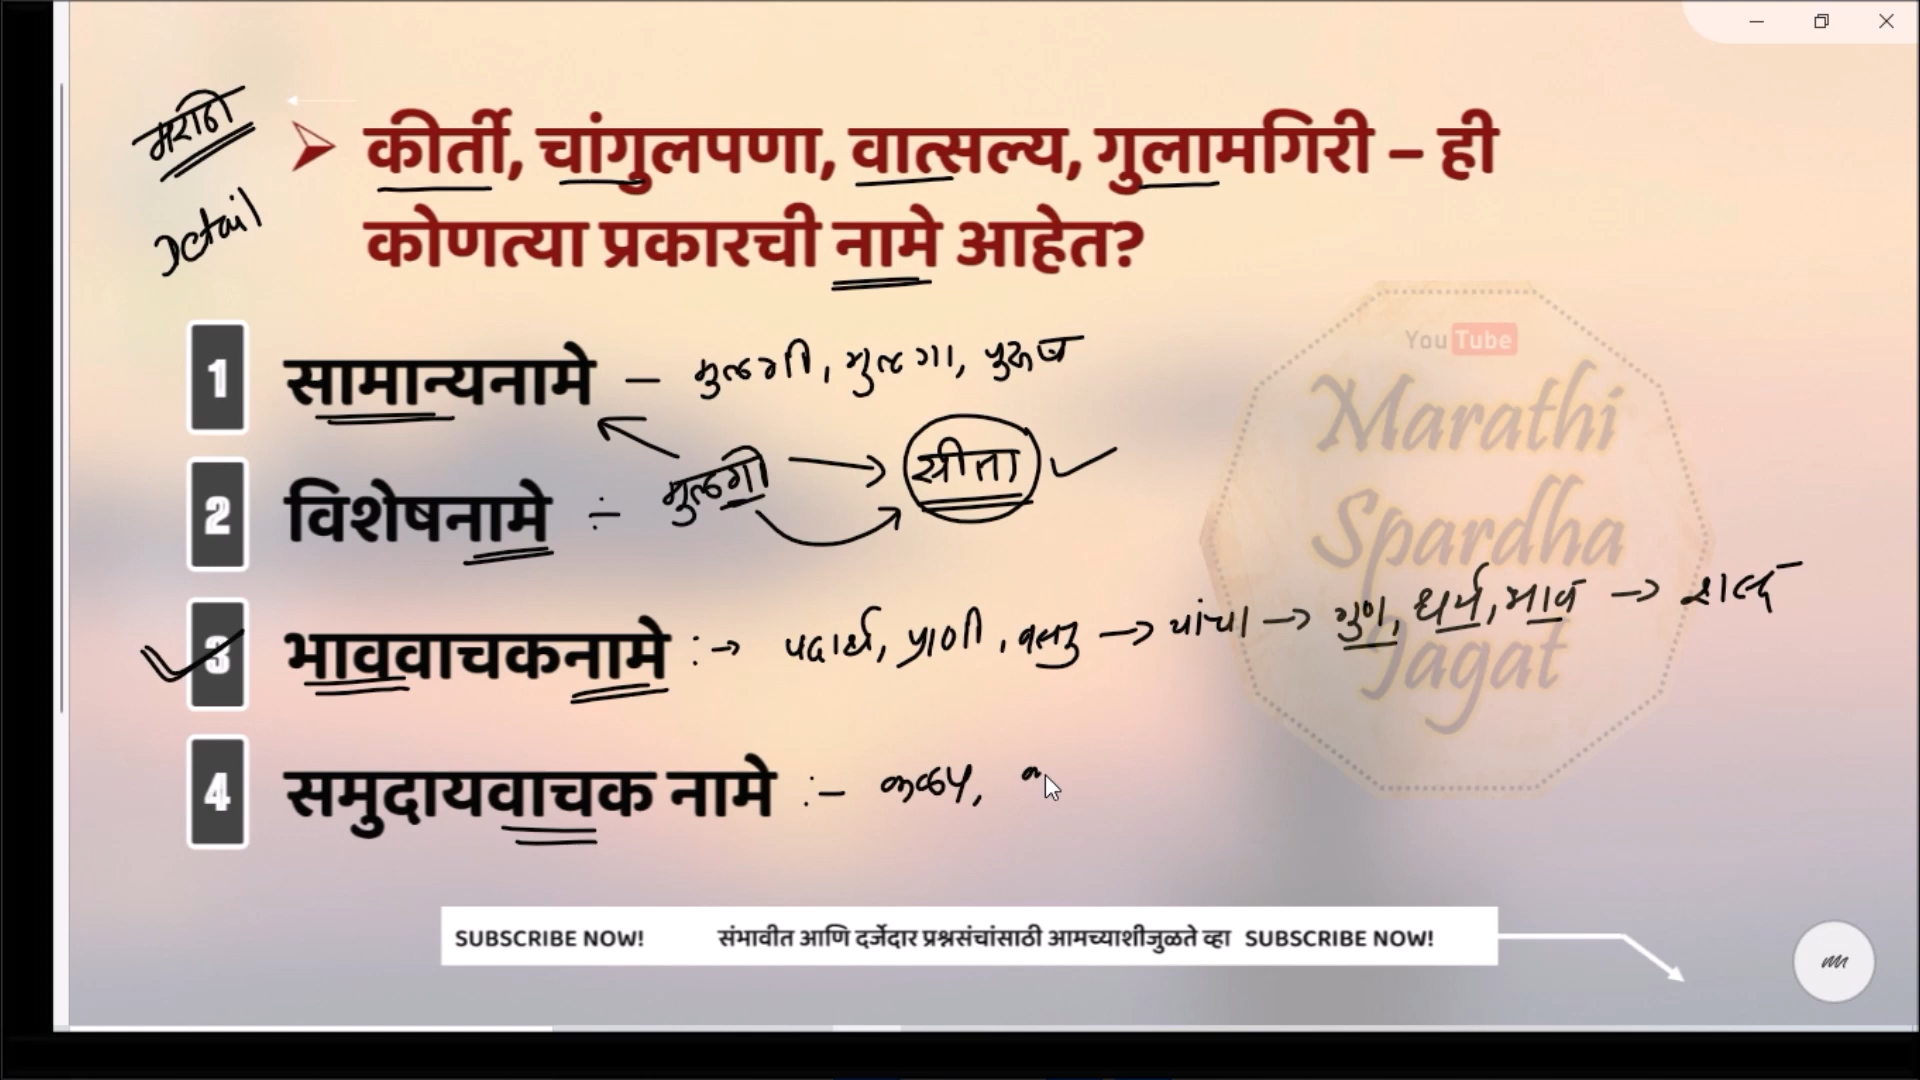 मराठी
Detail
कीर्ती, चांगुलपणा, वात्सल्य, गुलामगिरी – ही
कोणत्या प्रकारची नामे आहेत?
1 सामान्यनामे – मुलगी, मुलगा, पुरुष
मुलगी → सीता
2 विशेषनामे :-
3 भाववाचकनामे :→ पदार्थ, प्राणी, वस्तु → यांचा → गुण, धर्म, भाव → शब्द
4 समुदायवाचक नामे :- कळप,
YouTube
Marathi
Spardha
Jagat
SUBSCRIBE NOW! संभावीत आणि दर्जेदार प्रश्नसंचांसाठी आमच्याशीजुळते व्हा SUBSCRIBE NOW!